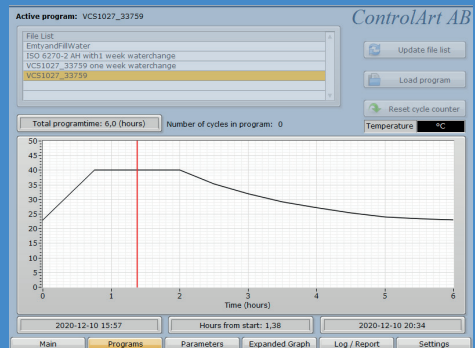 Active program: VCS1027_33759
ControlArt AB
File List
EmtyandFillWater
ISO 6270-2 AH with1 week waterchange
VCS1027_33759 one week waterchange
VCS1027_33759
Update file list
Load program
Reset cycle counter
Total programtime: 6,0 (hours)
Number of cycles in program: 0
Temperature
°C
50
45
40
35
30
25
20
15
10
5
0
0
1
2
3
4
5
6
Time (hours)
2020-12-10 15:57
Hours from start: 1,38
2020-12-10 20:34
Main
Programs
Parameters
Expanded Graph
Log / Report
Settings